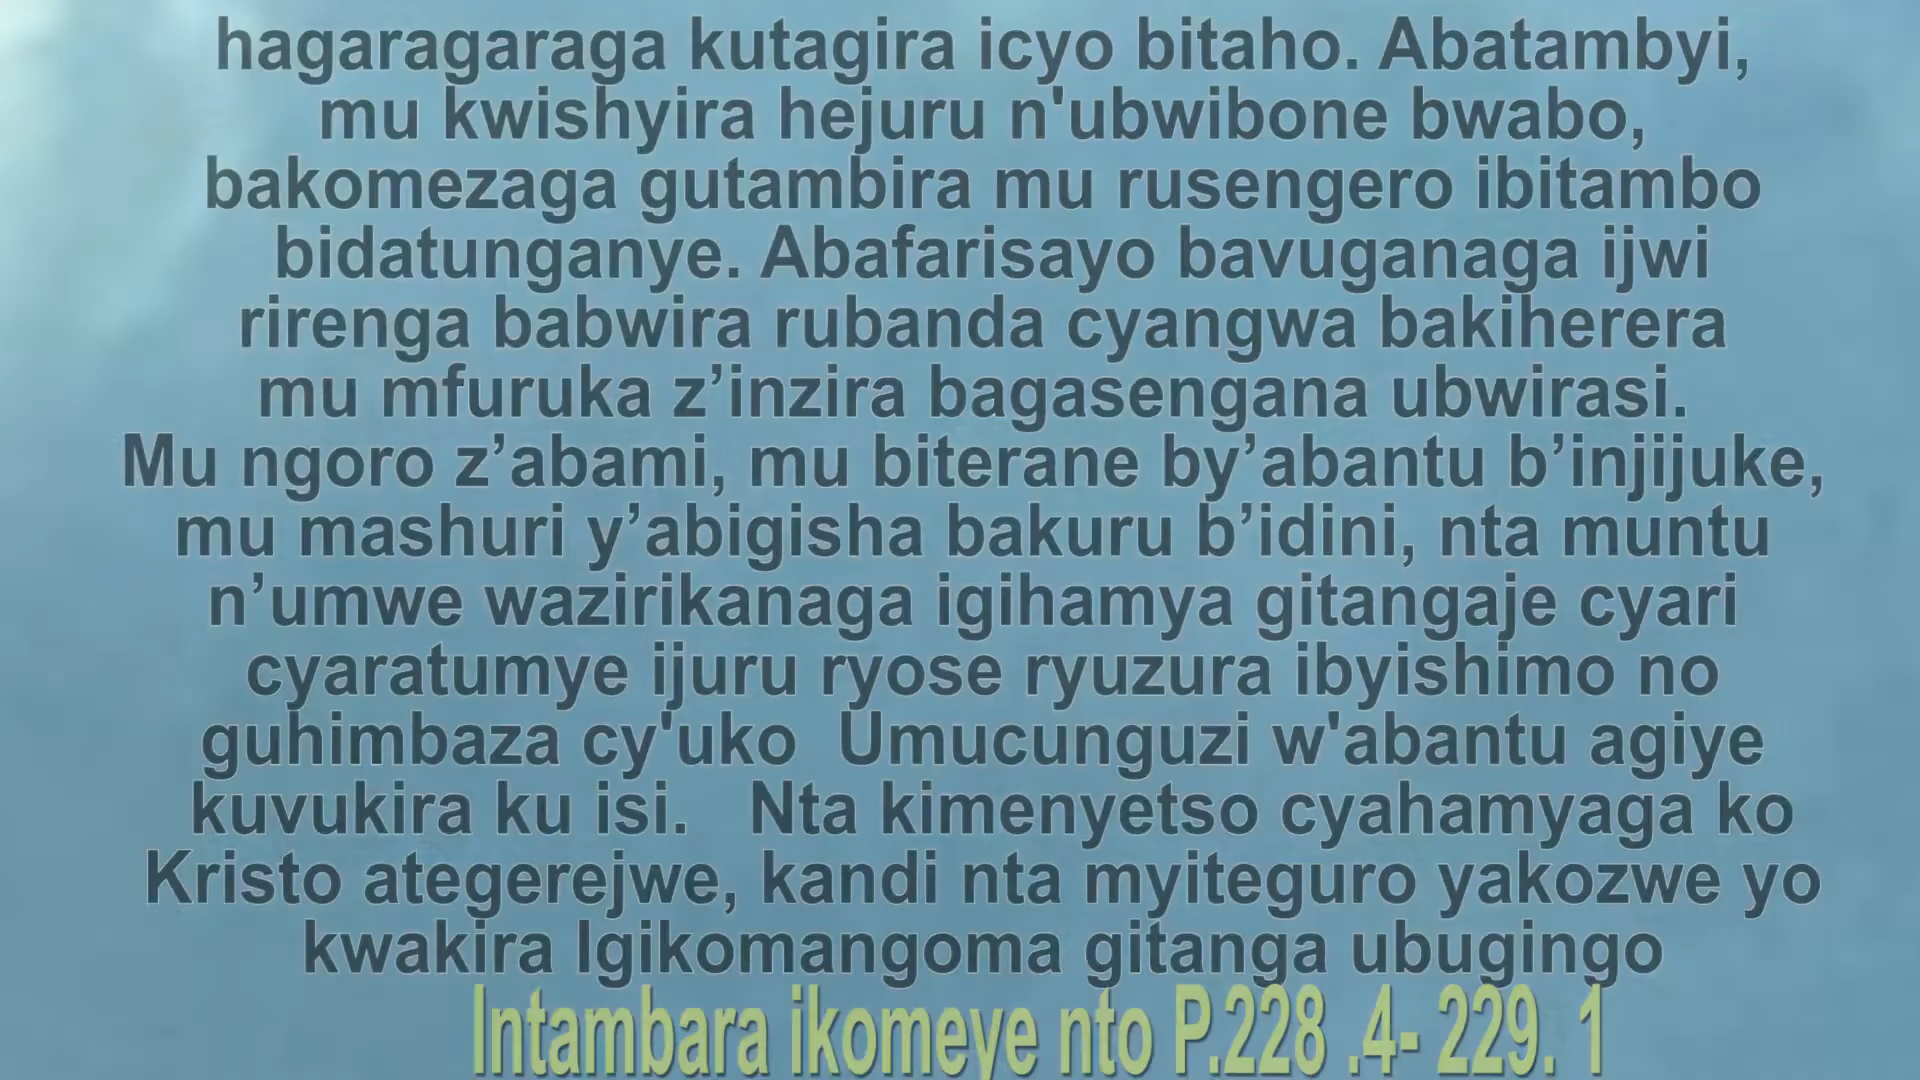 hagaragaraga kutagira icyo bitaho. Abatambyi,
mu kwishyira hejuru n'ubwibone bwabo,
bakomezaga gutambira mu rusengero ibitambo
bidatunganye. Abafarisayo bavuganaga ijwi
rirenga babwira rubanda cyangwa bakiherera
mu mfuruka z’inzira bagasengana ubwirasi.
Mu ngoro z’abami, mu biterane by’abantu b’injijuke,
mu mashuri y’abigisha bakuru b’idini, nta muntu
n’umwe wazirikanaga igihamya gitangaje cyari
cyaratumye ijuru ryose ryuzura ibyishimo no
guhimbaza cy'uko  Umucunguzi w'abantu agiye
kuvukira ku isi.   Nta kimenyetso cyahamyaga ko
Kristo ategerejwe, kandi nta myiteguro yakozwe yo
kwakira Igikomangoma gitanga ubugingo
Intambara ikomeye nto P.228 .4- 229. 1